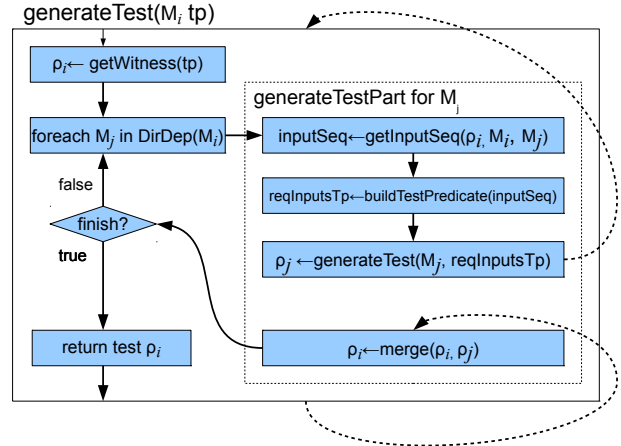 generateTest(Mᵢ tp)
ρᵢ← getWitness(tp)
foreach Mⱼ in DirDep(Mᵢ)
false
finish?
true
return test ρᵢ
generateTestPart for Mⱼ
inputSeq←getInputSeq(ρᵢ, Mᵢ, Mⱼ)
reqInputsTp←buildTestPredicate(inputSeq)
ρⱼ ←generateTest(Mⱼ, reqInputsTp)
ρᵢ←merge(ρᵢ, ρⱼ)